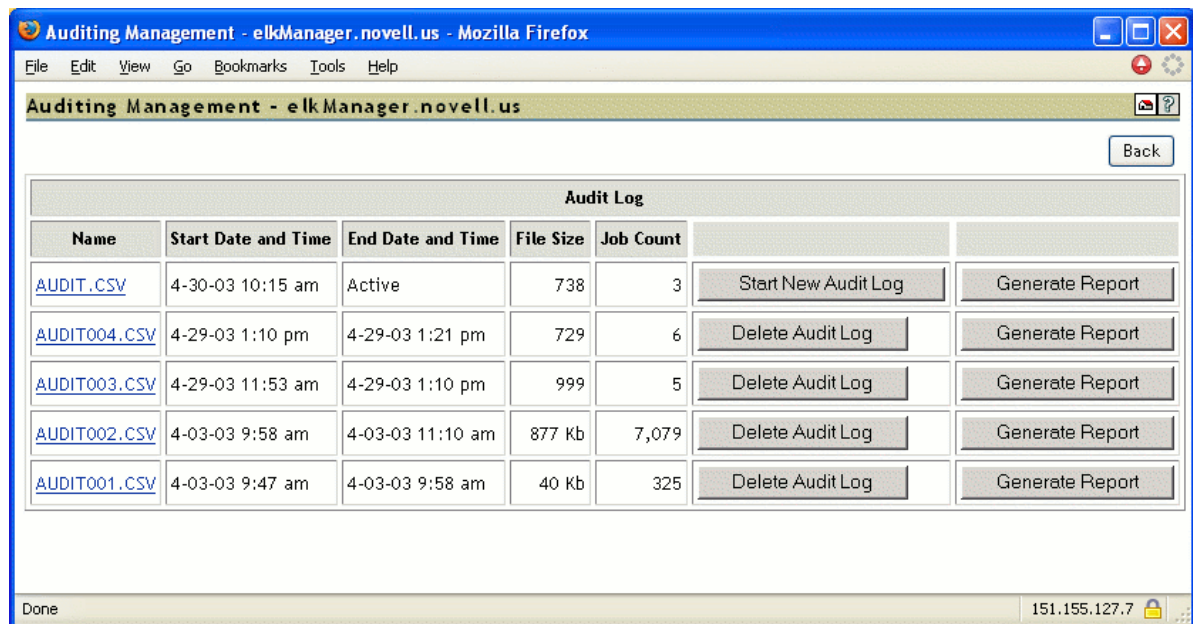 Auditing Management - elkManager.novell.us - Mozilla Firefox
File Edit View Go Bookmarks Tools Help
Auditing Management - elkManager.novell.us ?
Back
Audit Log
Name Start Date and Time End Date and Time File Size Job Count
AUDIT.CSV 4-30-03 10:15 am Active 738 3 Start New Audit Log Generate Report
AUDIT004.CSV 4-29-03 1:10 pm 4-29-03 1:21 pm 729 6 Delete Audit Log Generate Report
AUDIT003.CSV 4-29-03 11:53 am 4-29-03 1:10 pm 999 5 Delete Audit Log Generate Report
AUDIT002.CSV 4-03-03 9:58 am 4-03-03 11:10 am 877 Kb 7,079 Delete Audit Log Generate Report
AUDIT001.CSV 4-03-03 9:47 am 4-03-03 9:58 am 40 Kb 325 Delete Audit Log Generate Report
Done 151.155.127.7